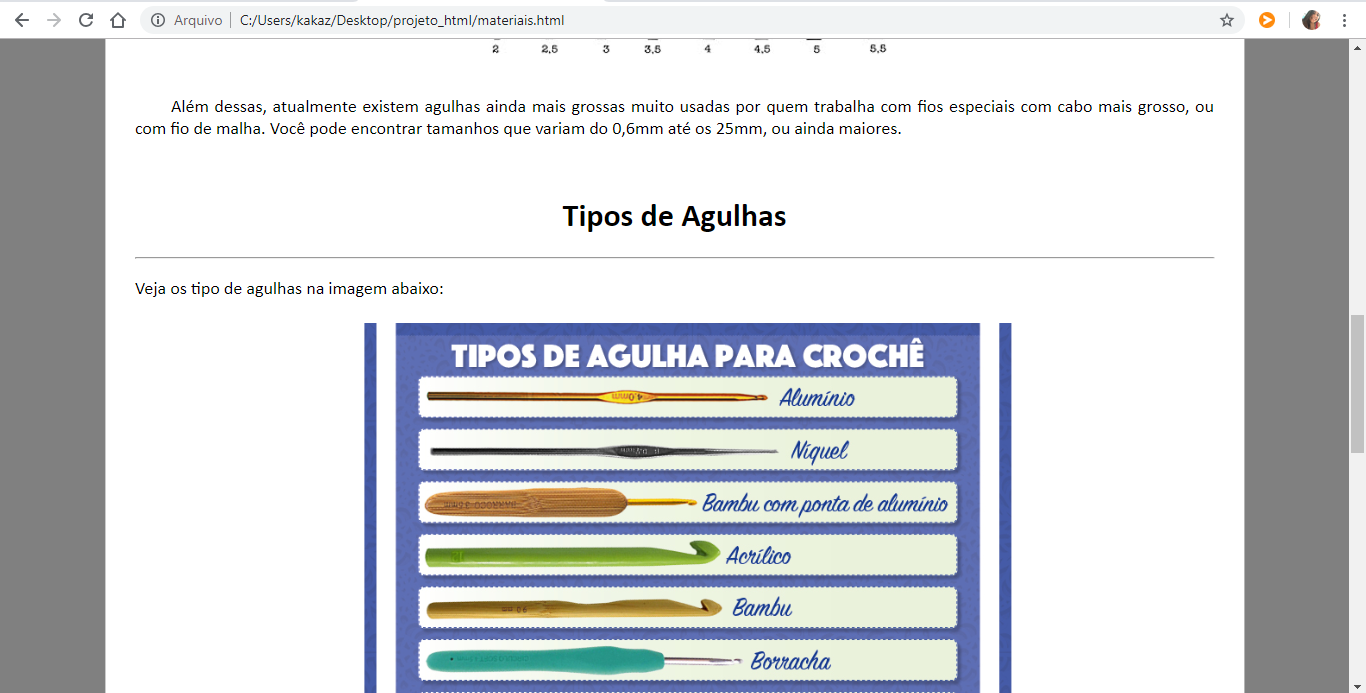 Arquivo
C:/Users/kakaz/Desktop/projeto_html/materiais.html
2 2,5 3 3,5 4 4,5 5 5,5
Além dessas, atualmente existem agulhas ainda mais grossas muito usadas por quem trabalha com fios especiais com cabo mais grosso, ou
com fio de malha. Você pode encontrar tamanhos que variam do 0,6mm até os 25mm, ou ainda maiores.
Tipos de Agulhas
Veja os tipo de agulhas na imagem abaixo:
TIPOS DE AGULHA PARA CROCHÊ
4.0mm
Alumínio
Níquel
Bambu com ponta de alumínio
Acrílico
Bambu
Borracha